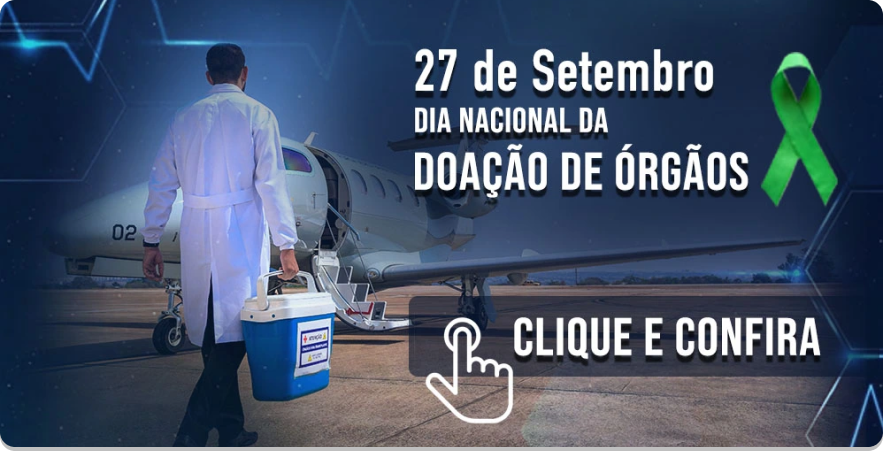 27 de Setembro
DIA NACIONAL DA
DOAÇÃO DE ÓRGÃOS
02
CLIQUE E CONFIRA